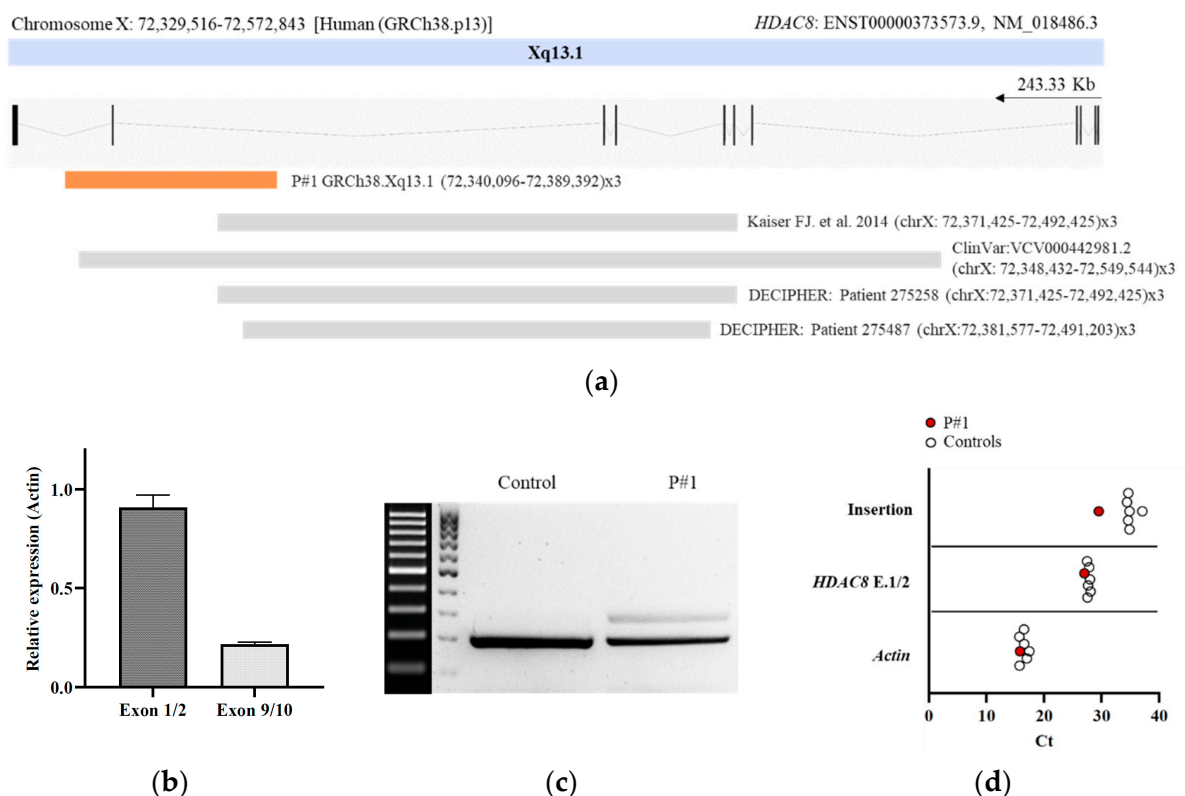 Chromosome X: 72,329,516-72,572,843 [Human (GRCh38.p13)]
HDAC8: ENST00000373573.9, NM_018486.3
Xq13.1
243.33 Kb
P#1 GRCh38.Xq13.1 (72,340,096-72,389,392)x3
Kaiser FJ. et al. 2014 (chrX: 72,371,425-72,492,425)x3
ClinVar:VCV000442981.2
(chrX: 72,348,432-72,549,544)x3
DECIPHER: Patient 275258 (chrX:72,371,425-72,492,425)x3
DECIPHER: Patient 275487 (chrX:72,381,577-72,491,203)x3
(a)
Relative expression (Actin)
1.0
0.5
0.0
Exon 1/2
Exon 9/10
(b)
Control
P#1
(c)
P#1
Controls
Insertion
HDAC8 E.1/2
Actin
0
10
20
30
40
Ct
(d)